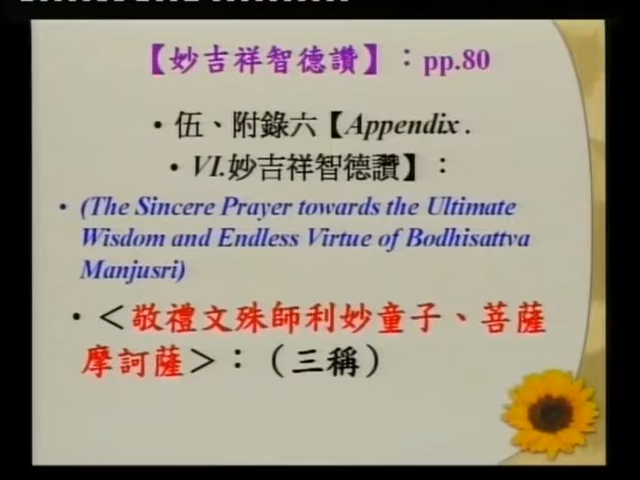 【妙吉祥智德讚】：pp.80
• 伍、附錄六【Appendix .
• VI.妙吉祥智德讚】：
• (The Sincere Prayer towards the Ultimate
Wisdom and Endless Virtue of Bodhisattva
Manjusri)
• ＜敬禮文殊師利妙童子、菩薩
摩訶薩＞：（三稱）